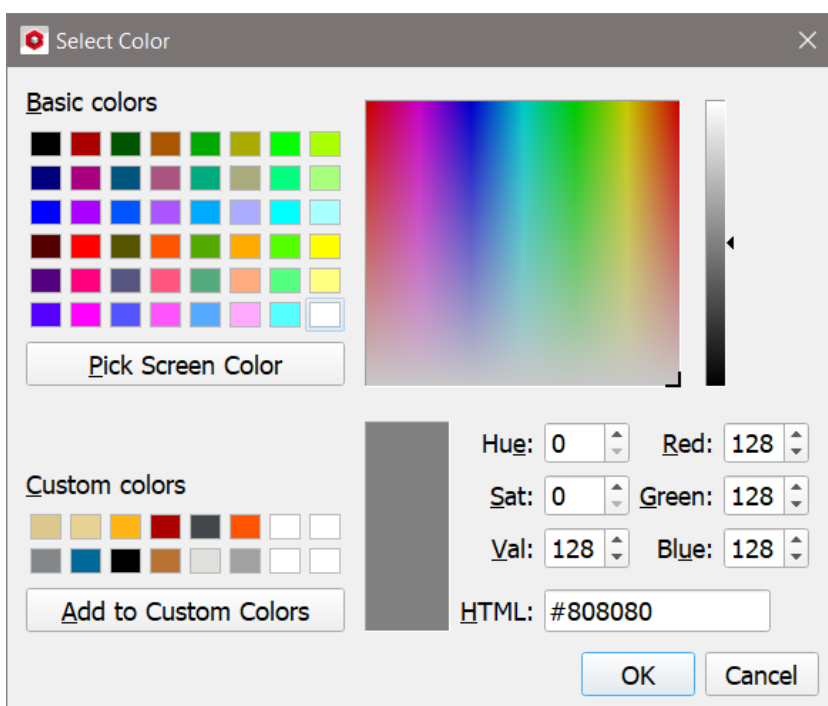 Select Color
Basic colors
Pick Screen Color
Custom colors
Add to Custom Colors
Hue: 0
Red: 128
Sat: 0
Green: 128
Val: 128
Blue: 128
HTML: #808080
OK
Cancel